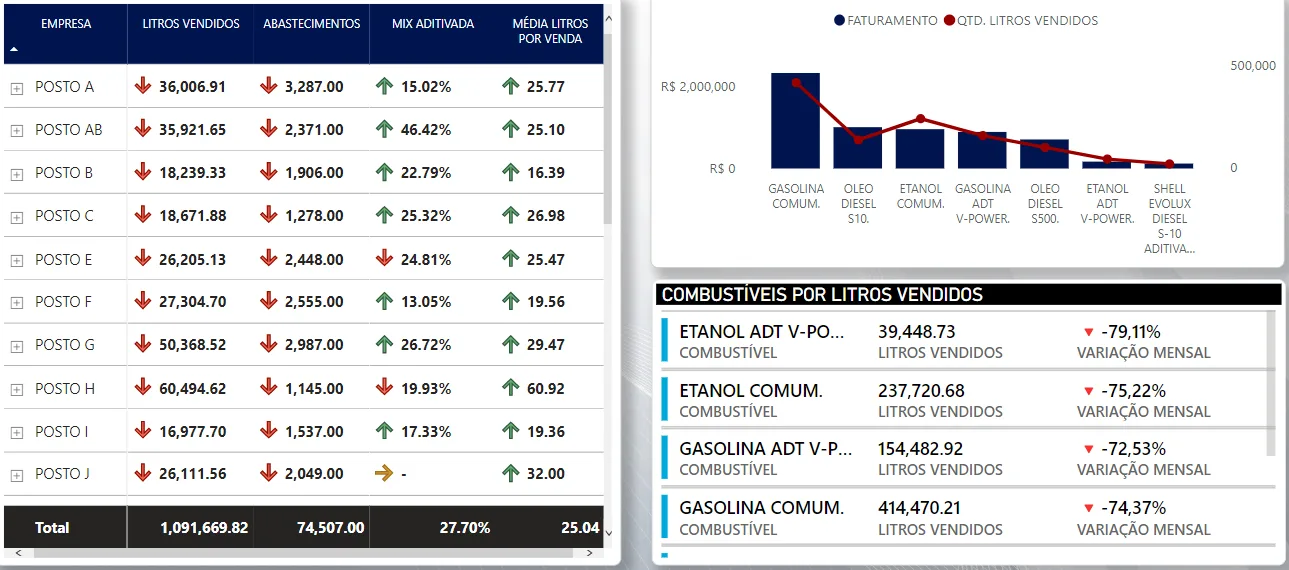 EMPRESA LITROS VENDIDOS ABASTECIMENTOS MIX ADITIVADA MÉDIA LITROS
POR VENDA
POSTO A 36,006.91 3,287.00 15.02% 25.77
POSTO AB 35,921.65 2,371.00 46.42% 25.10
POSTO B 18,239.33 1,906.00 22.79% 16.39
POSTO C 18,671.88 1,278.00 25.32% 26.98
POSTO E 26,205.13 2,448.00 24.81% 25.47
POSTO F 27,304.70 2,555.00 13.05% 19.56
POSTO G 50,368.52 2,987.00 26.72% 29.47
POSTO H 60,494.62 1,145.00 19.93% 60.92
POSTO I 16,977.70 1,537.00 17.33% 19.36
POSTO J 26,111.56 2,049.00 - 32.00
Total 1,091,669.82 74,507.00 27.70% 25.04
FATURAMENTO QTD. LITROS VENDIDOS
R$ 2,000,000
R$ 0
500,000
0
GASOLINA
COMUM.
OLEO
DIESEL
S10.
ETANOL
COMUM.
GASOLINA
ADT
V-POWER.
OLEO
DIESEL
S500.
ETANOL
ADT
V-POWER.
SHELL
EVOLUX
DIESEL
S-10
ADITIVA...
COMBUSTÍVEIS POR LITROS VENDIDOS
ETANOL ADT V-PO... 39,448.73 -79,11%
COMBUSTÍVEL LITROS VENDIDOS VARIAÇÃO MENSAL
ETANOL COMUM. 237,720.68 -75,22%
COMBUSTÍVEL LITROS VENDIDOS VARIAÇÃO MENSAL
GASOLINA ADT V-P... 154,482.92 -72,53%
COMBUSTÍVEL LITROS VENDIDOS VARIAÇÃO MENSAL
GASOLINA COMUM. 414,470.21 -74,37%
COMBUSTÍVEL LITROS VENDIDOS VARIAÇÃO MENSAL